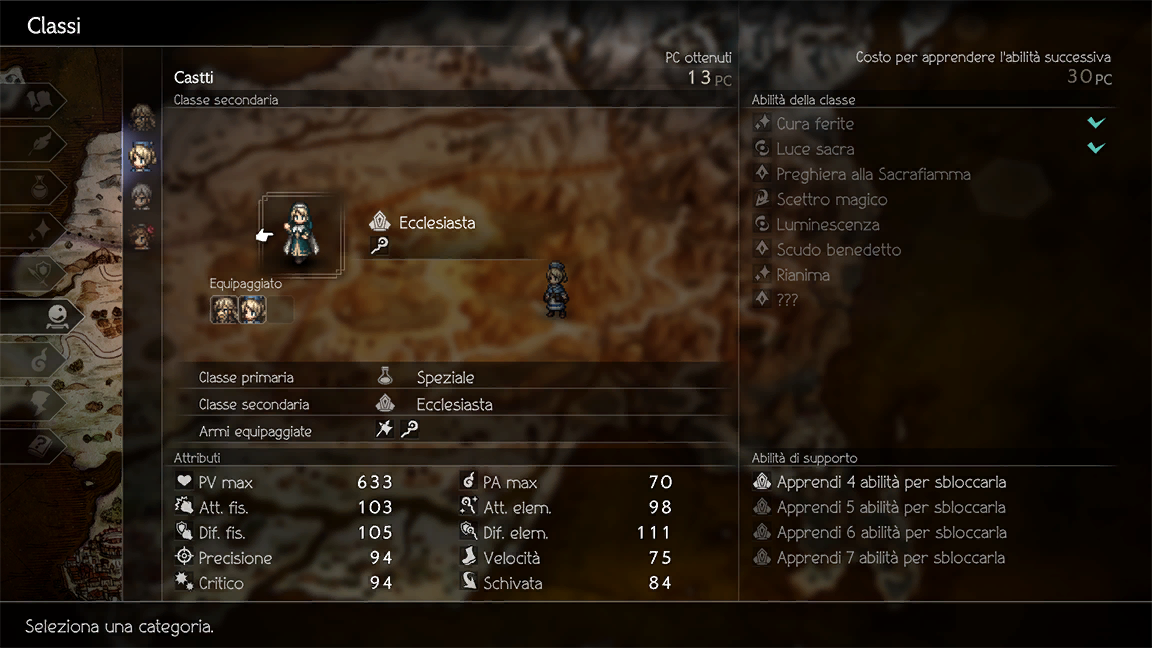 Classi
PC ottenuti
13 PC
Costo per apprendere l'abilità successiva
30 PC
Castti
Classe secondaria
Ecclesiasta
Equipaggiato
Classe primaria Speziale
Classe secondaria Ecclesiasta
Armi equipaggiate
Attributi
PV max 633 PA max 70
Att. fis. 103 Att. elem. 98
Dif. fis. 105 Dif. elem. 111
Precisione 94 Velocità 75
Critico 94 Schivata 84
Abilità della classe
Cura ferite
Luce sacra
Preghiera alla Sacrafiamma
Scettro magico
Luminescenza
Scudo benedetto
Rianima
???
Abilità di supporto
Apprendi 4 abilità per sbloccarla
Apprendi 5 abilità per sbloccarla
Apprendi 6 abilità per sbloccarla
Apprendi 7 abilità per sbloccarla
Seleziona una categoria.